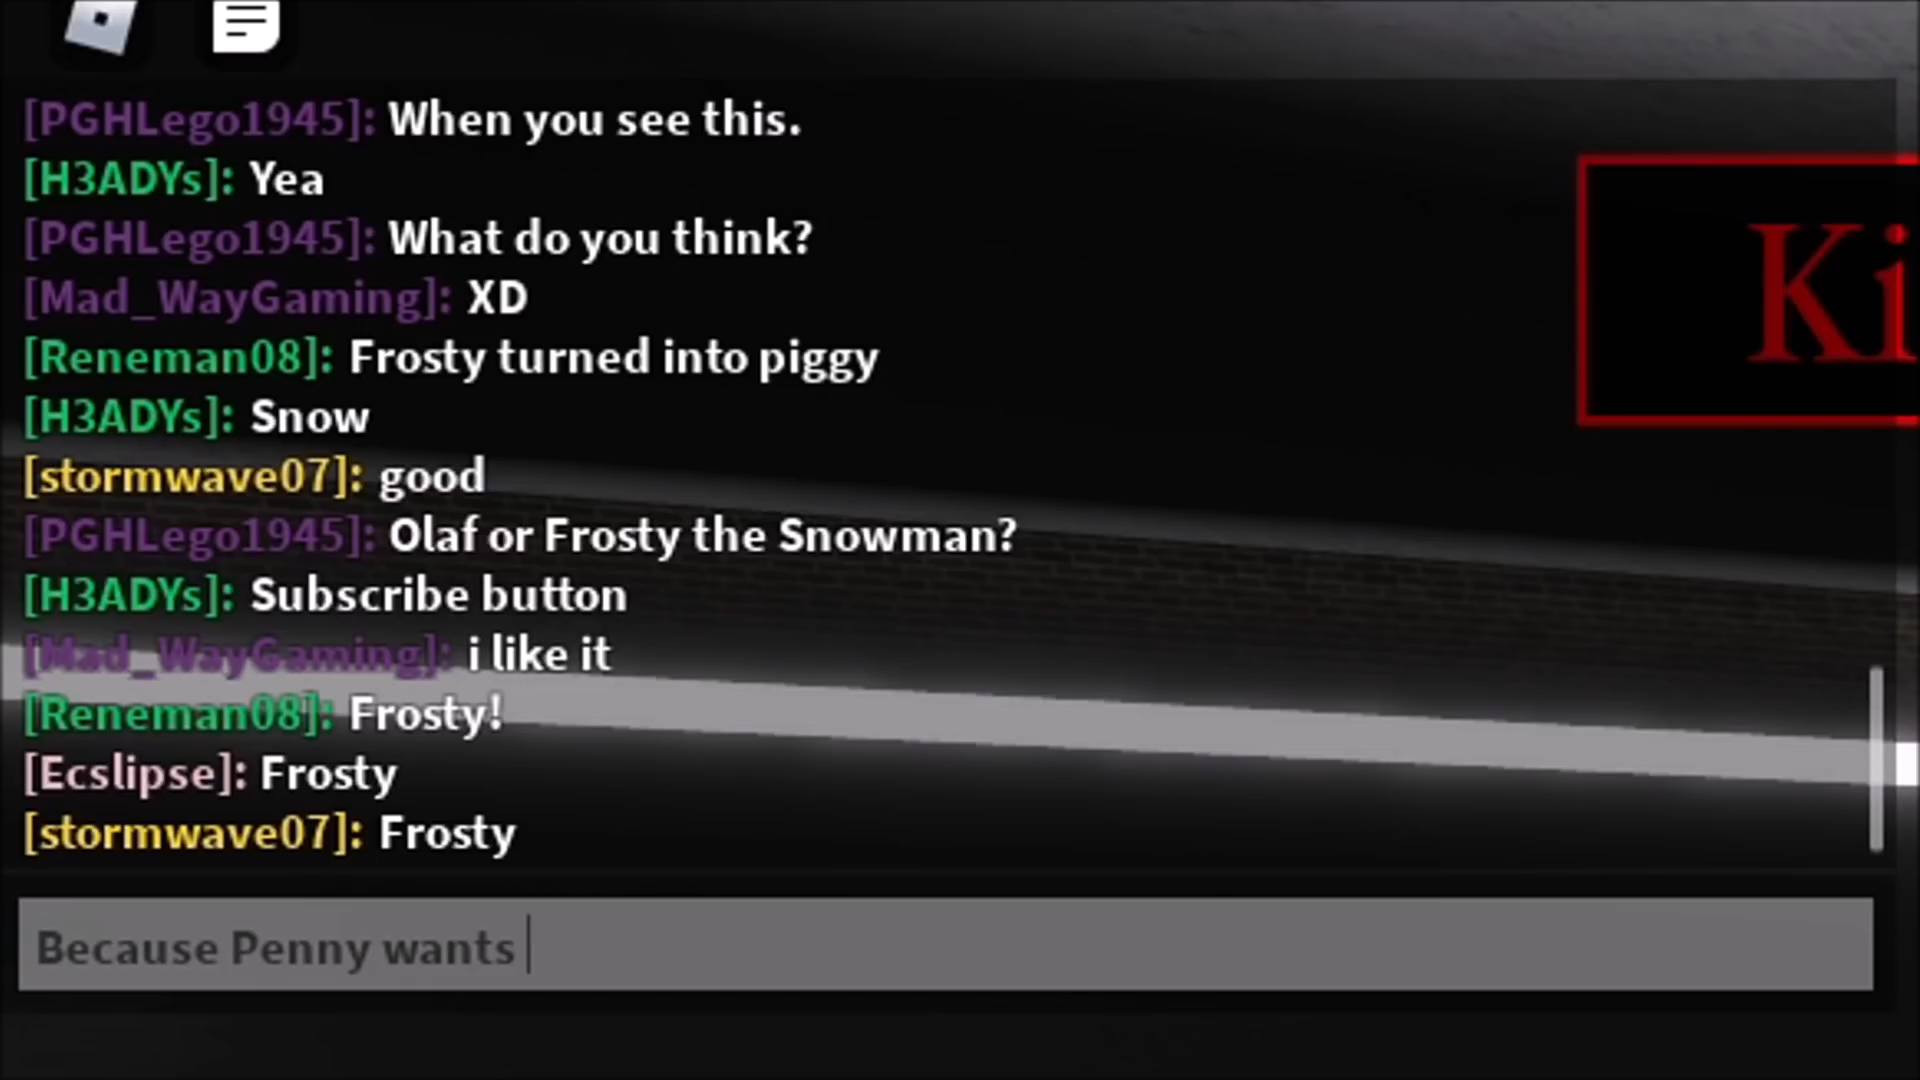 [PGHLego1945]: When you see this.
[H3ADYs]: Yea
[PGHLego1945]: What do you think?
[Mad_WayGaming]: XD
[Reneman08]: Frosty turned into piggy
[H3ADYs]: Snow
[stormwave07]: good
[PGHLego1945]: Olaf or Frosty the Snowman?
[H3ADYs]: Subscribe button
[Mad_WayGaming]: i like it
[Reneman08]: Frosty!
[Ecslipse]: Frosty
[stormwave07]: Frosty
Because Penny wants
Ki